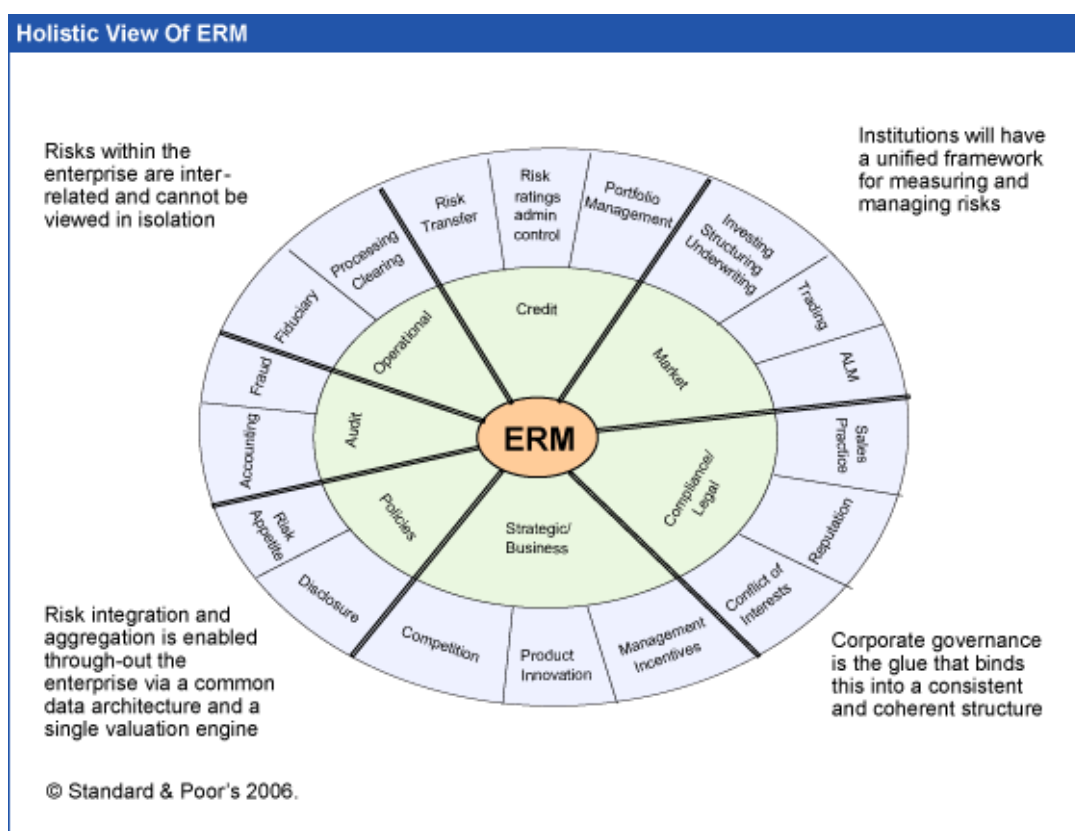 Holistic View Of ERM
Risks within the
enterprise are inter-
related and cannot be
viewed in isolation
Institutions will have
a unified framework
for measuring and
managing risks
Risk
Transfer
Risk
ratings
admin
control
Portfolio
Management
Investing
Structuring
Underwriting
Trading
ALM
Sales
Practice
Reputation
Conflict of
Interests
Management
Incentives
Product
Innovation
Competition
Disclosure
Risk
Appetite
Accounting
Fraud
Fiduciary
Processing
Clearing
Credit
Market
Compliance/
Legal
Strategic/
Business
Policies
Audit
Operational
ERM
Risk integration and
aggregation is enabled
through-out the
enterprise via a common
data architecture and a
single valuation engine
Corporate governance
is the glue that binds
this into a consistent
and coherent structure
© Standard & Poor's 2006.